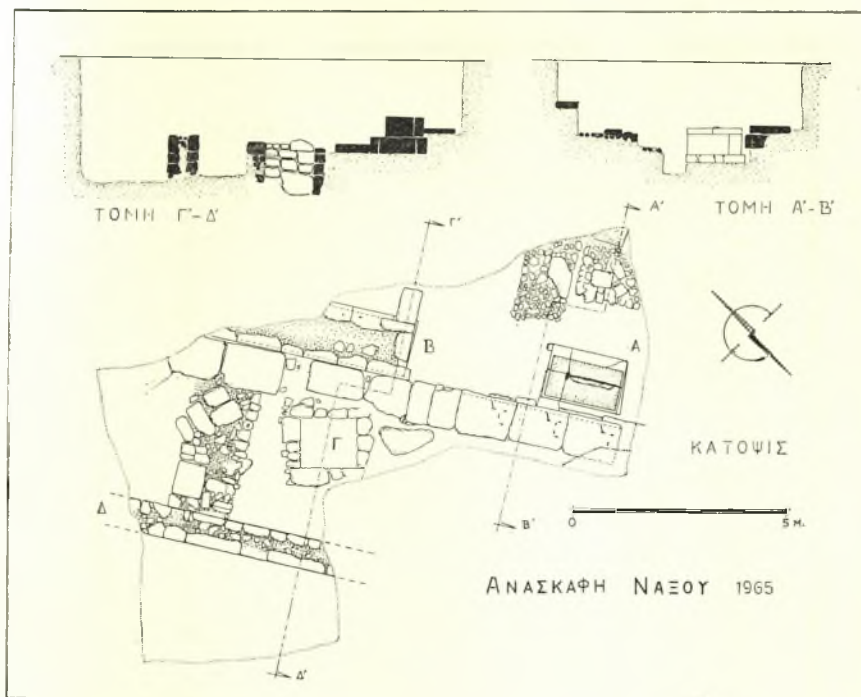 ΤΟΜΗ Γ'-Δ'
ΤΟΜΗ Α'-Β'
Γ'
Α'
Β
Α
Γ
ΚΑΤΟΨΙΣ
Δ
Β'
0 5 Μ.
ΑΝΑΣΚΑΦΗ ΝΑΞΟΥ 1965
Δ'